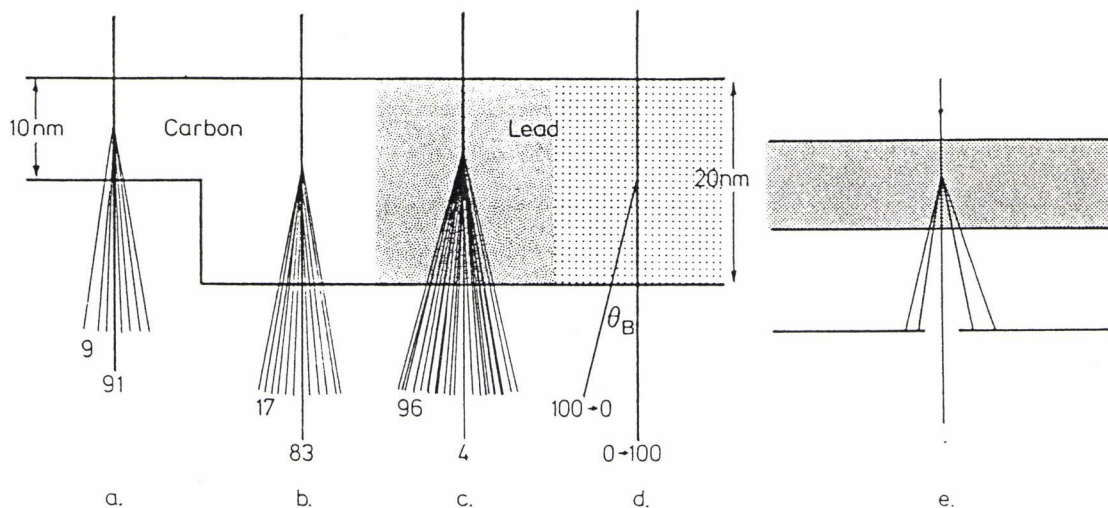 10nm
Carbon
Lead
20nm
θB
9
91
17
83
96
4
100→0
0→100
a.
b.
c.
d.
e.